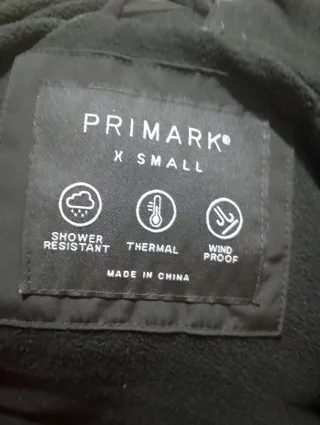 PRIMARK®
X SMALL
SHOWER RESISTANT
THERMAL
WIND PROOF
MADE IN CHINA